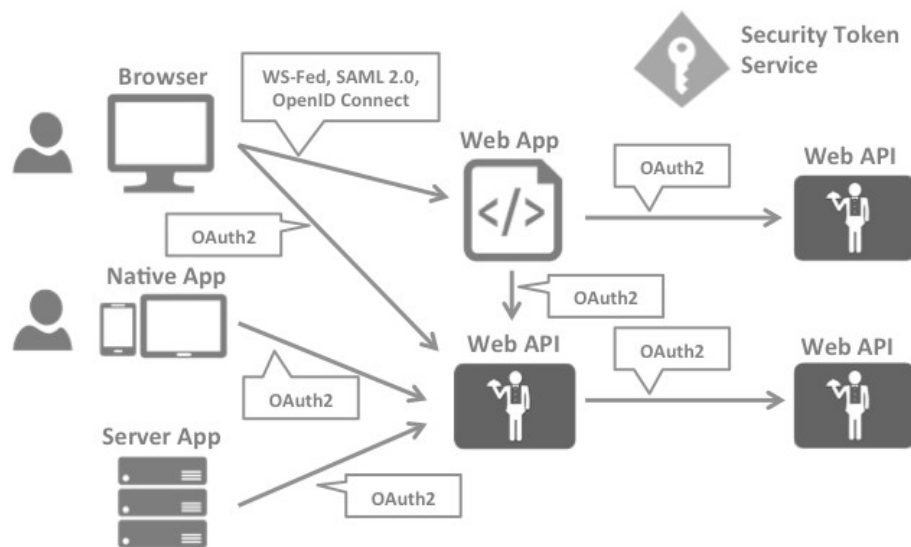 Security Token
Service
Browser
WS-Fed, SAML 2.0,
OpenID Connect
Web App
OAuth2
Web API
</>
OAuth2
Native App
OAuth2
Web API
OAuth2
Web API
OAuth2
Server App
OAuth2